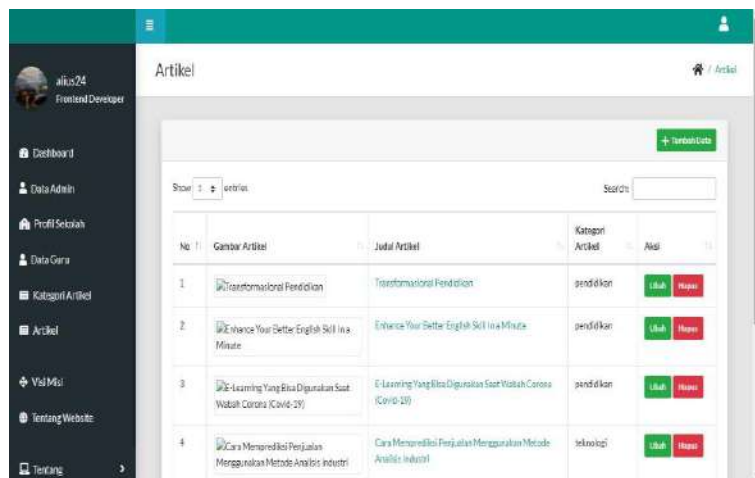 alius24
Frontend Developer
Dashboard
Data Admin
Profil Sekolah
Data Guru
Kategori Artikel
Artikel
Visi Misi
Tentang Website
Tentang
Artikel
/ Artikel
+ Tambah Data
Show entries
Search:
No Gambar Artikel Judul Artikel Kategori Artikel Aksi
1 Transformasional Pendidikan Transformasional Pendidikan pendidikan Ubah Hapus
2 Enhance Your Better English Skill in a Minute Enhance Your Better English Skill in a Minute pendidikan Ubah Hapus
3 E-Learning Yang Bisa Digunakan Saat Wabah Corona (Covid-19) E-Learning Yang Bisa Digunakan Saat Wabah Corona (Covid-19) pendidikan Ubah Hapus
4 Cara Memprediksi Penjualan Menggunakan Metode Analisis Industri Cara Memprediksi Penjualan Menggunakan Metode Analisis Industri teknologi Ubah Hapus